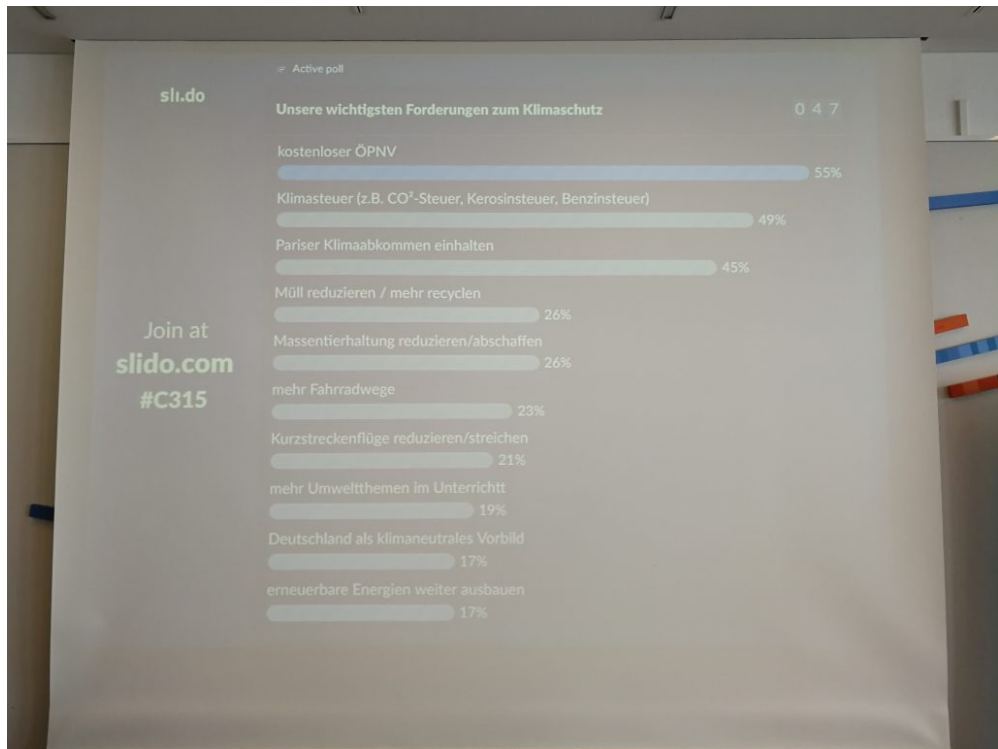 Active poll
sli.do
Unsere wichtigsten Forderungen zum Klimaschutz
047
kostenloser ÖPNV
55%
Klimasteuer (z.B. CO²-Steuer, Kerosinsteuer, Benzinsteuer)
49%
Pariser Klimaabkommen einhalten
45%
Müll reduzieren / mehr recyclen
26%
Massentierhaltung reduzieren/abschaffen
26%
mehr Fahrradwege
23%
Kurzstreckenflüge reduzieren/streichen
21%
mehr Umweltthemen im Unterrichtt
19%
Deutschland als klimaneutrales Vorbild
17%
erneuerbare Energien weiter ausbauen
17%
Join at
slido.com
#C315